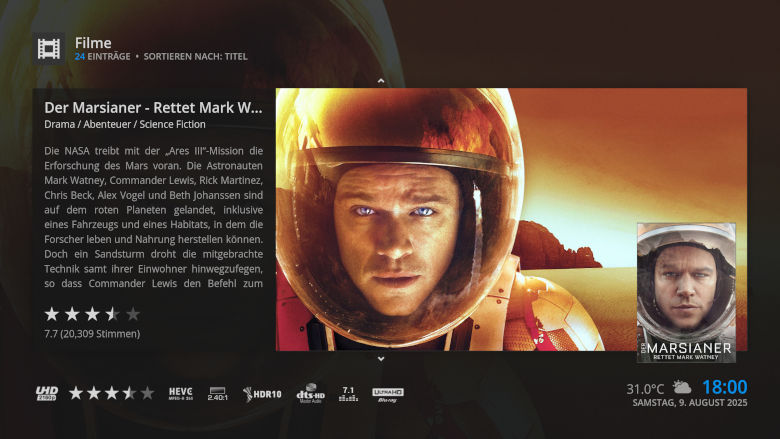 Filme
24 EINTRÄGE • SORTIEREN NACH: TITEL
Der Marsianer - Rettet Mark W...
Drama / Abenteuer / Science Fiction
Die NASA treibt mit der „Ares III“-Mission die
Erforschung des Mars voran. Die Astronauten
Mark Watney, Commander Lewis, Rick Martinez,
Chris Beck, Alex Vogel und Beth Johanssen sind
auf dem roten Planeten gelandet, inklusive
eines Fahrzeugs und eines Habitats, in dem die
Forscher leben und Nahrung herstellen können.
Doch ein Sandsturm droht die mitgebrachte
Technik samt ihrer Einwohner hinwegzufegen,
so dass Commander Lewis den Befehl zum
7.7 (20,309 Stimmen)
DER MARSIANER
RETTET MARK WATNEY
UHD
2160p
HEVC
MPEG-H 265
2.40:1
HDR10
dts-HD
Master Audio
7.1
ULTRA HD
Blu-ray
31.0°C 18:00
SAMSTAG, 9. AUGUST 2025